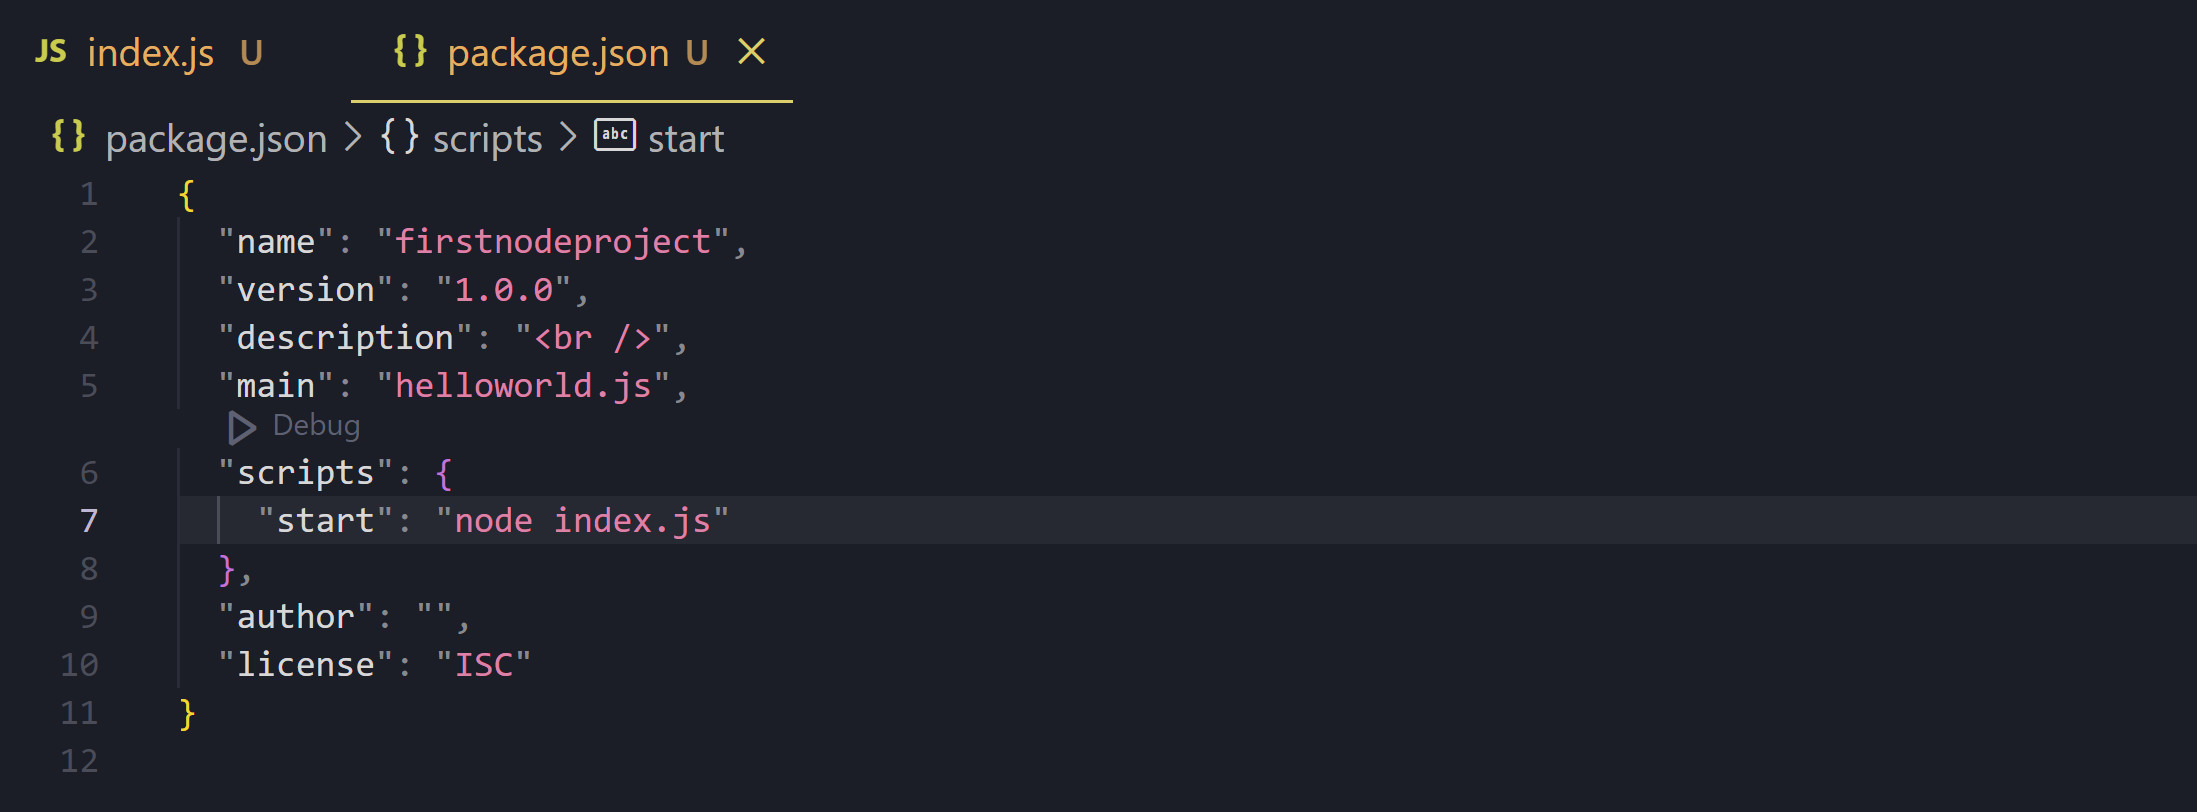 JS index.js U {} package.json U
{} package.json > {} scripts > abc start
1 {
2 "name": "firstnodeproject",
3 "version": "1.0.0",
4 "description": "<br />",
5 "main": "helloworld.js",
Debug
6 "scripts": {
7 "start": "node index.js"
8 },
9 "author": "",
10 "license": "ISC"
11 }
12